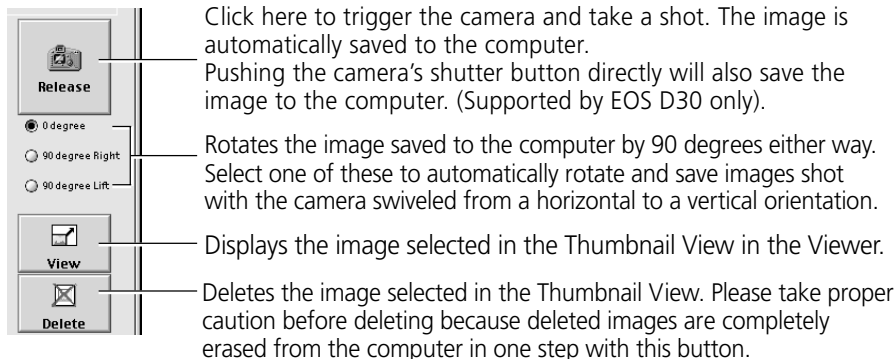 Click here to trigger the camera and take a shot. The image is
automatically saved to the computer.
Pushing the camera's shutter button directly will also save the
image to the computer. (Supported by EOS D30 only).
Release
0 degree
90 degree Right
90 degree Lift
Rotates the image saved to the computer by 90 degrees either way.
Select one of these to automatically rotate and save images shot
with the camera swiveled from a horizontal to a vertical orientation.
View
Displays the image selected in the Thumbnail View in the Viewer.
Delete
Deletes the image selected in the Thumbnail View. Please take proper
caution before deleting because deleted images are completely
erased from the computer in one step with this button.